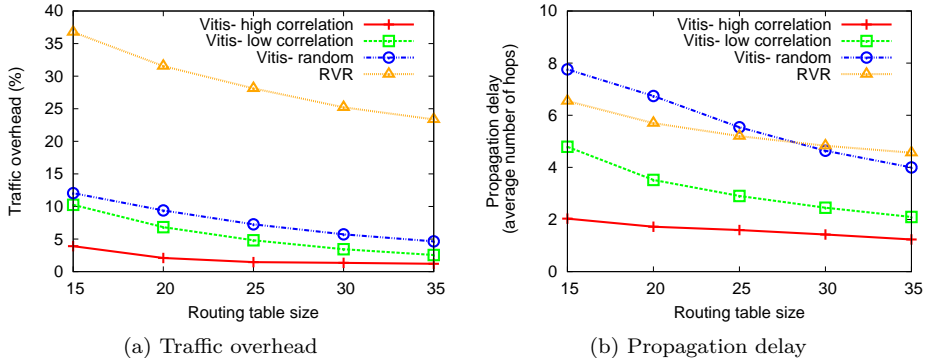 40
35
30
25
20
15
10
5
0
Traffic overhead (%)
Vitis- high correlation
Vitis- low correlation
Vitis- random
RVR
15 20 25 30 35
Routing table size
(a) Traffic overhead
10
8
6
4
2
0
Propagation delay
(average number of hops)
Vitis- high correlation
Vitis- low correlation
Vitis- random
RVR
15 20 25 30 35
Routing table size
(b) Propagation delay